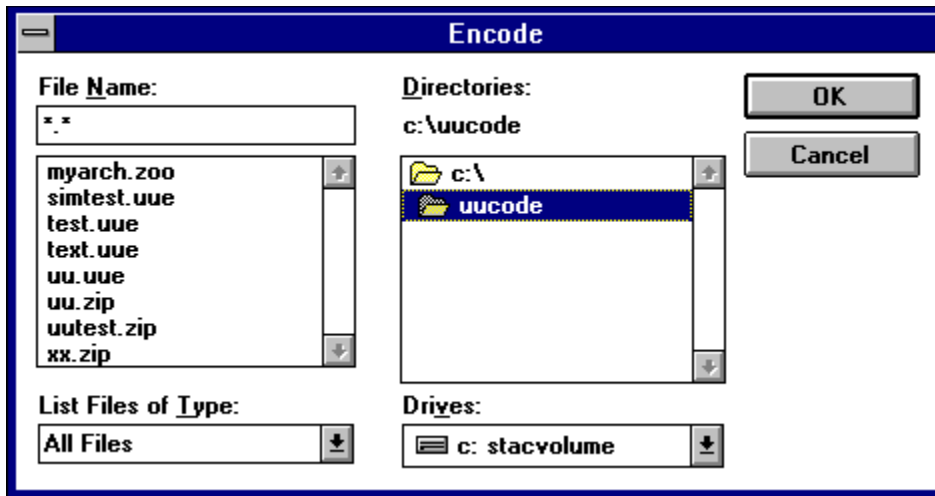 Encode
File Name:
*.*
myarch.zoo
simtest.uue
test.uue
text.uue
uu.uue
uu.zip
uutest.zip
xx.zip
List Files of Type:
All Files
Directories:
c:\uucode
c:\
uucode
Drives:
c: stacvolume
OK
Cancel